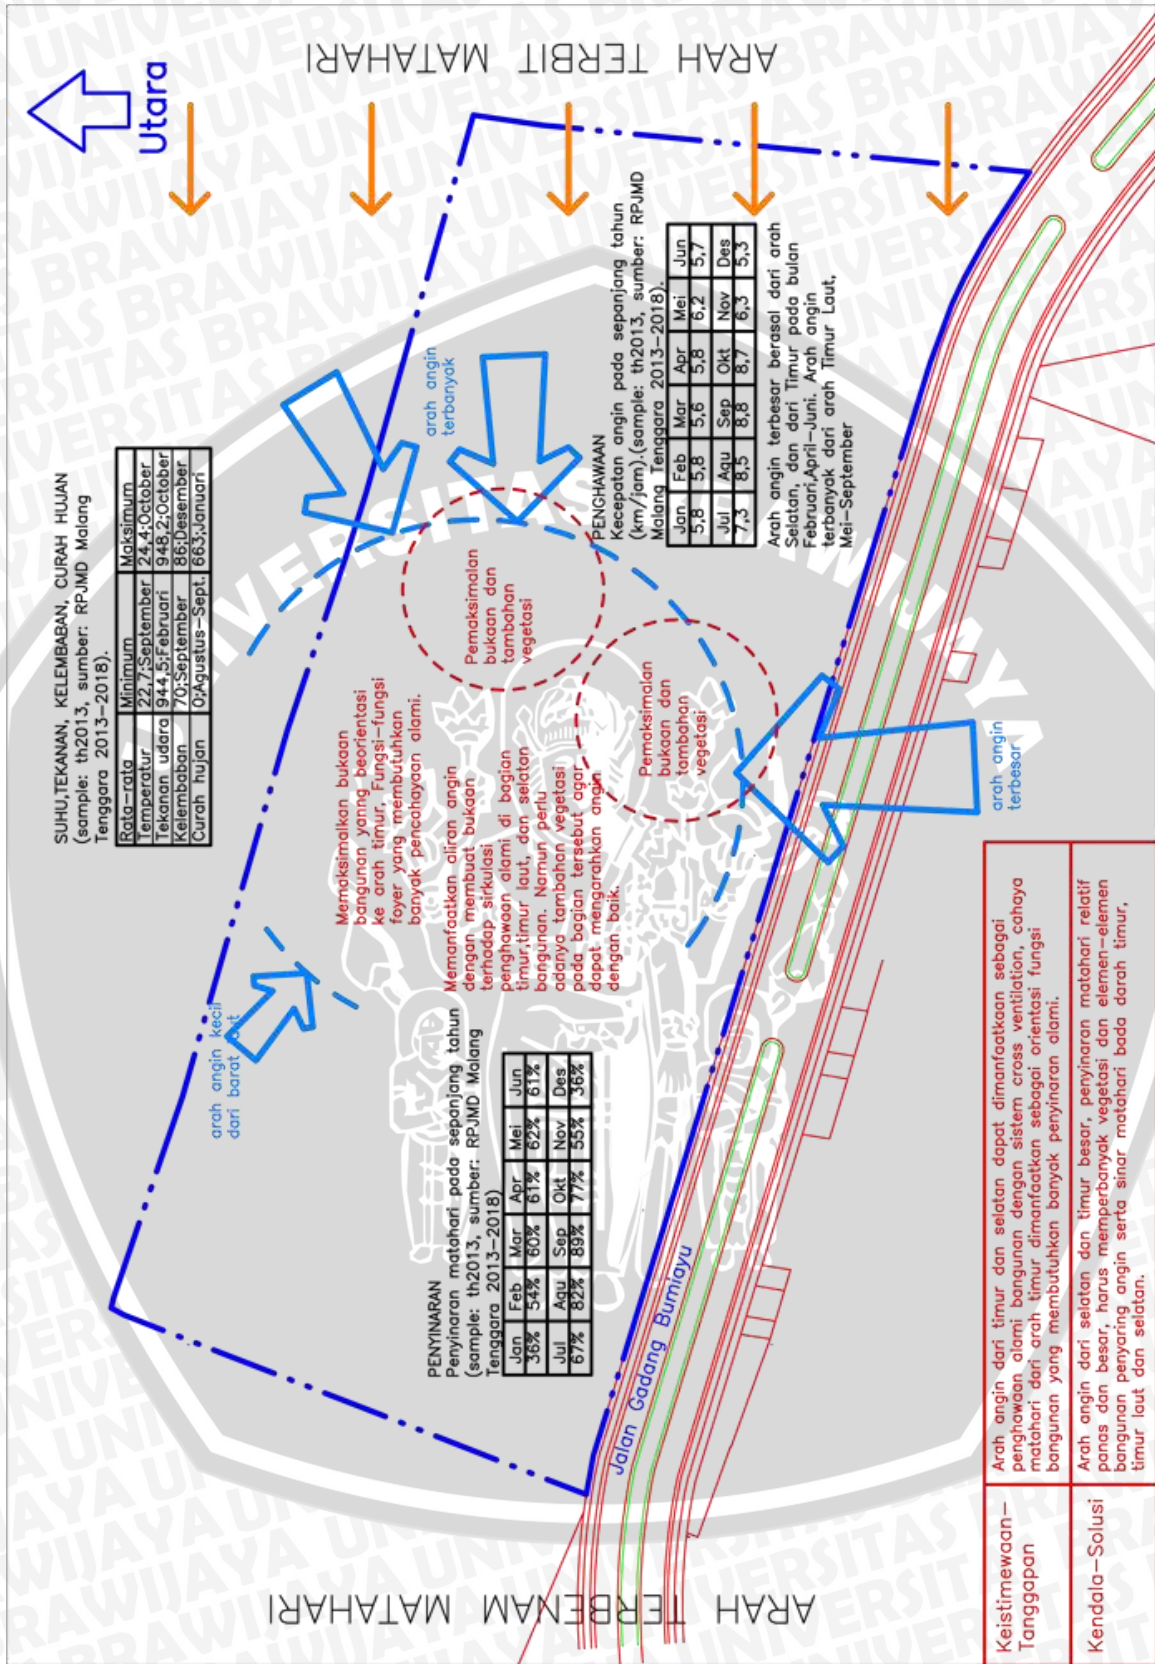 Utara
ARAH TERBIT MATAHARI
SUHU,TEKANAN, KELEMBABAN, CURAH HUJAN
(sample: th2013, sumber: RPJMD Malang
Tenggara 2013-2018).
Rata-rata Minimum Maksimum
Temperatur 22,7;September 24,4:October
Tekanan udara 944,5;Februari 948,2;October
Kelembaban 70;September 86;Desember
Curah hujan 0;Agustus-Sept. 663;Januari
arah angin
terbanyak
PENGHAWAAN
Kecepatan angin pada sepanjang tahun
(km/jam).(sample: th2013, sumber: RPJMD
Malang Tenggara 2013-2018).
Jan Feb Mar Apr Mei Jun
5,8 5,8 5,6 5,8 6,2 5,7
Jul Agu Sep Okt Nov Des
7,3 8,5 8,8 8,7 6,3 5,3
Arah angin terbesar berasal dari arah
Selatan, dan dari Timur pada bulan
Februari,April-Juni. Arah angin
terbanyak dari arah Timur Laut,
Mei-September
Pemaksimalan
bukaan dan
tambahan
vegetasi
Pemaksimalan
bukaan dan
tambahan
vegetasi
Memaksimalkan bukaan
bangunan yanng beorientasi
ke arah timur. Fungsi-fungsi
foyer yang membutuhkan
banyak pencahayaan alami.
Memanfaatkan aliran angin
dengan membuat bukaan
terhadap sirkulasi
penghawaan alami di bagian
timur,timur laut, dan selatan
bangunan. Namun perlu
adanya tambahan vegetasi
pada bagian tersebut agar
dapat mengarahkan angin
dengan baik.
arah angin
terbesar
arah angin kecil
dari barat laut
PENYINARAN
Penyinaran matahari pada sepanjang tahun
(sample: th2013, sumber: RPJMD Malang
Tenggara 2013-2018)
Jan Feb Mar Apr Mei Jun
36% 54% 60% 61% 62% 61%
Jul Agu Sep Okt Nov Des
67% 82% 89% 77% 55% 36%
Jalan Gadang Bumiayu
ARAH TERBENAM MATAHARI
Keistimewaan-
Tanggapan
Arah angin dari timur dan selatan dapat dimanfaatkaan sebagai
penghawaan alami bangunan dengan sistem cross ventilation, cahaya
matahari dari arah timur dimanfaatkan sebagai orientasi fungsi
bangunan yang membutuhkan banyak penyinaran alami.
Kendala-Solusi
Arah angin dari selatan dan timur besar, penyinaran matahari relatif
panas dan besar, harus memperbanyak vegetasi dan elemen-elemen
bangunan penyaring angin serta sinar matahari bada darah timur,
timur laut dan selatan.
UNIVERSITAS BRAWIJAYA